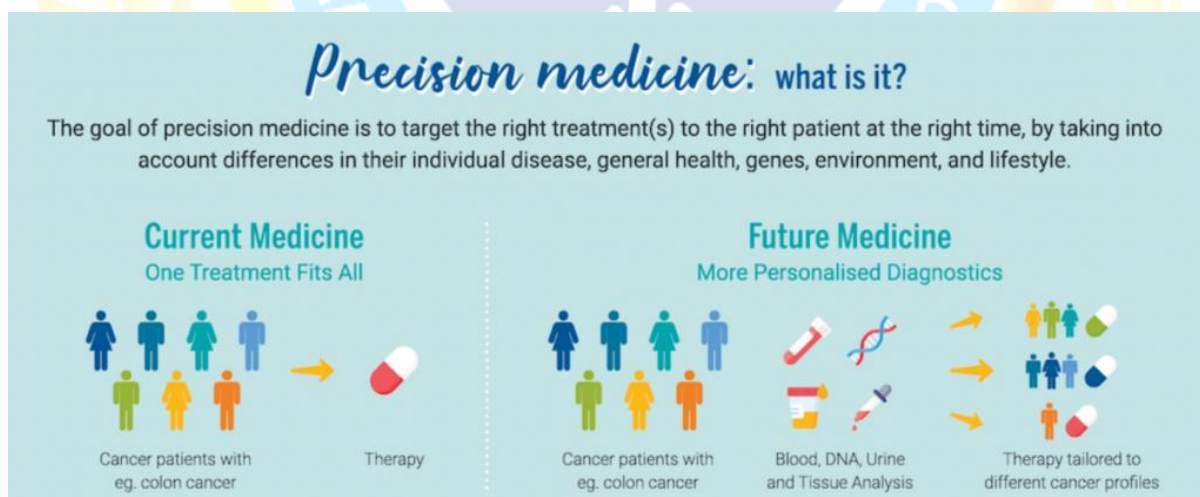 Precision medicine: what is it?
The goal of precision medicine is to target the right treatment(s) to the right patient at the right time, by taking into
account differences in their individual disease, general health, genes, environment, and lifestyle.
Current Medicine
One Treatment Fits All
Cancer patients with
eg. colon cancer
Therapy
Future Medicine
More Personalised Diagnostics
Cancer patients with
eg. colon cancer
Blood, DNA, Urine
and Tissue Analysis
Therapy tailored to
different cancer profiles